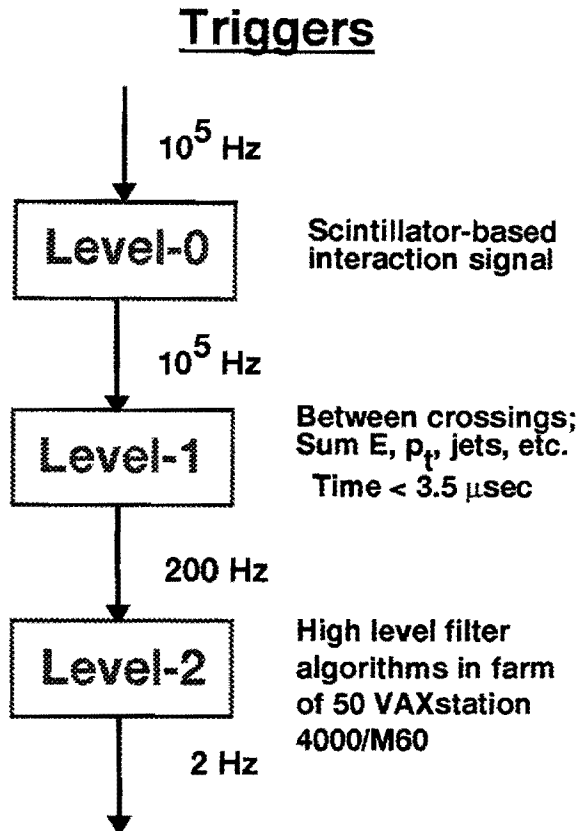 Triggers
10^5 Hz
Level-0
Scintillator-based
interaction signal
10^5 Hz
Level-1
Between crossings;
Sum E, p_t, jets, etc.
Time < 3.5 µsec
200 Hz
Level-2
High level filter
algorithms in farm
of 50 VAXstation
4000/M60
2 Hz